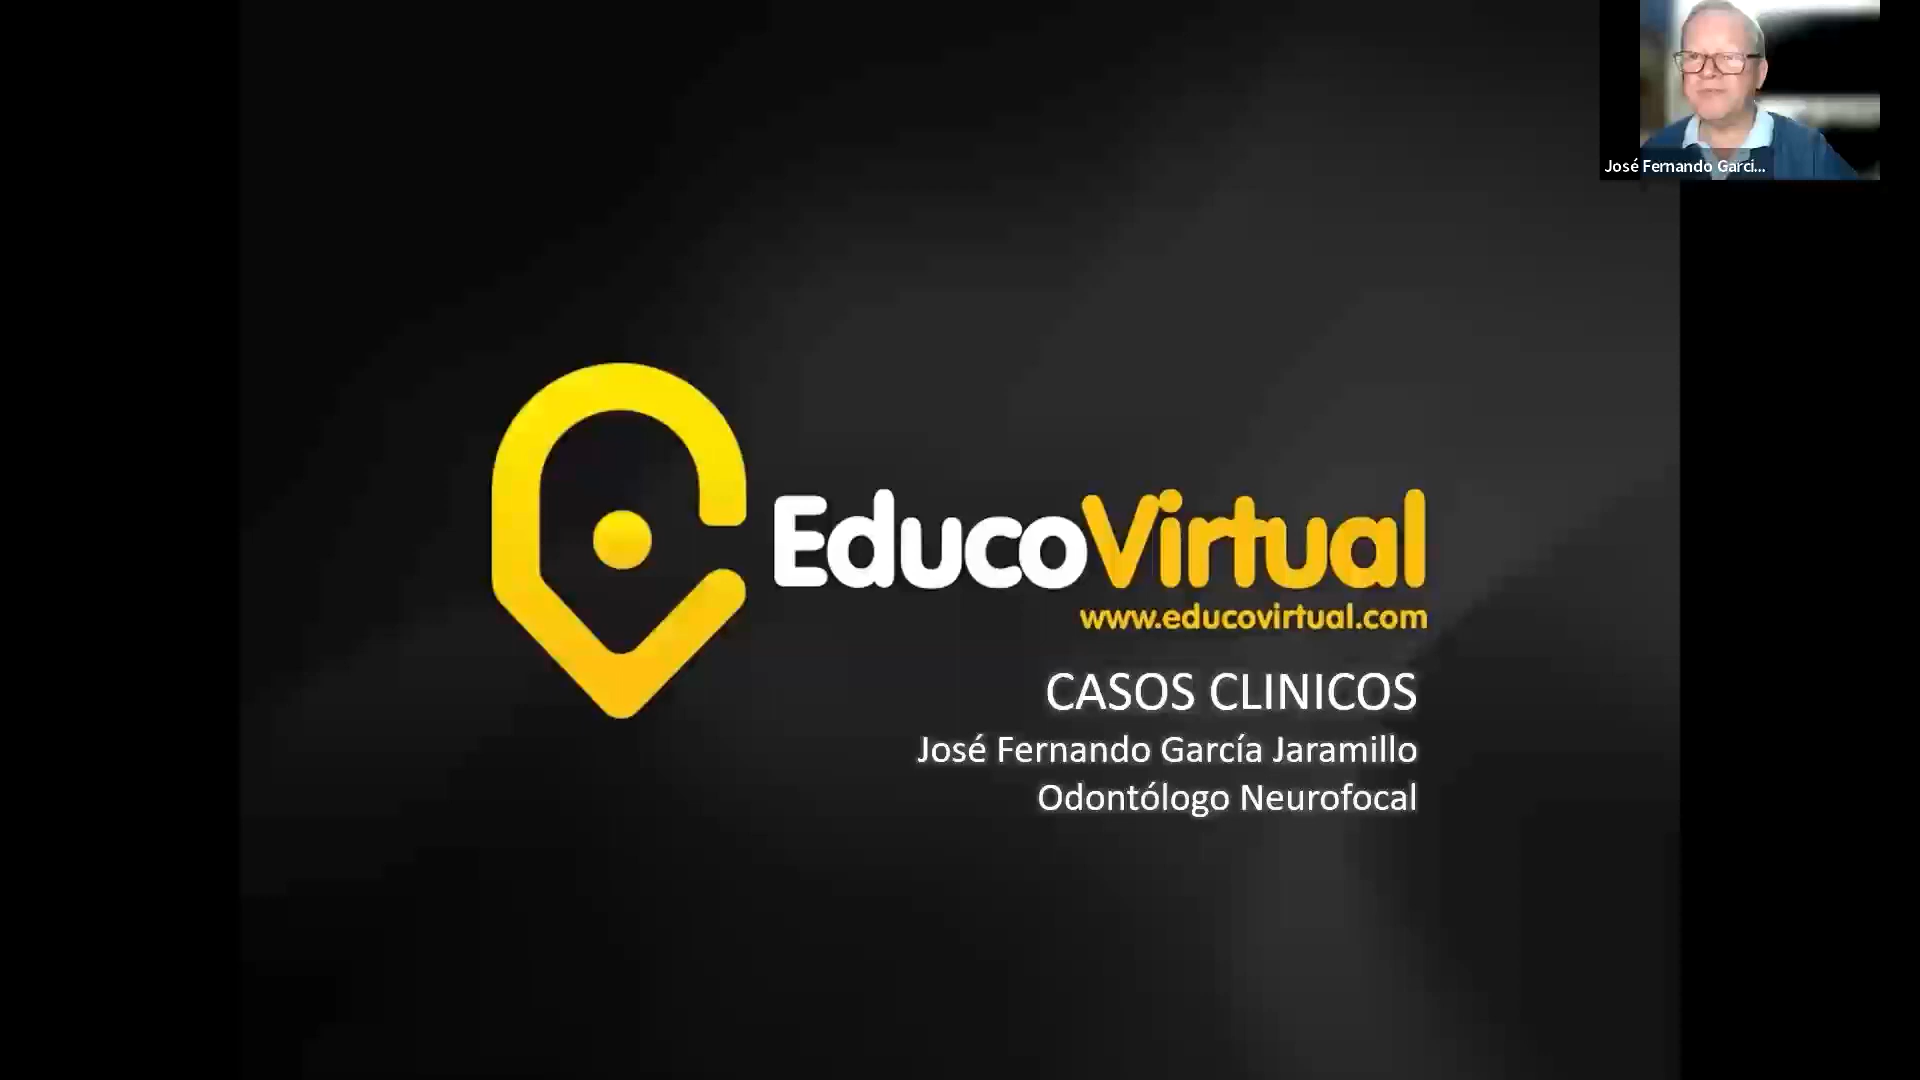 José Fernando Garci...
EducoVirtual
www.educovirtual.com
CASOS CLINICOS
José Fernando García Jaramillo
Odontólogo Neurofocal